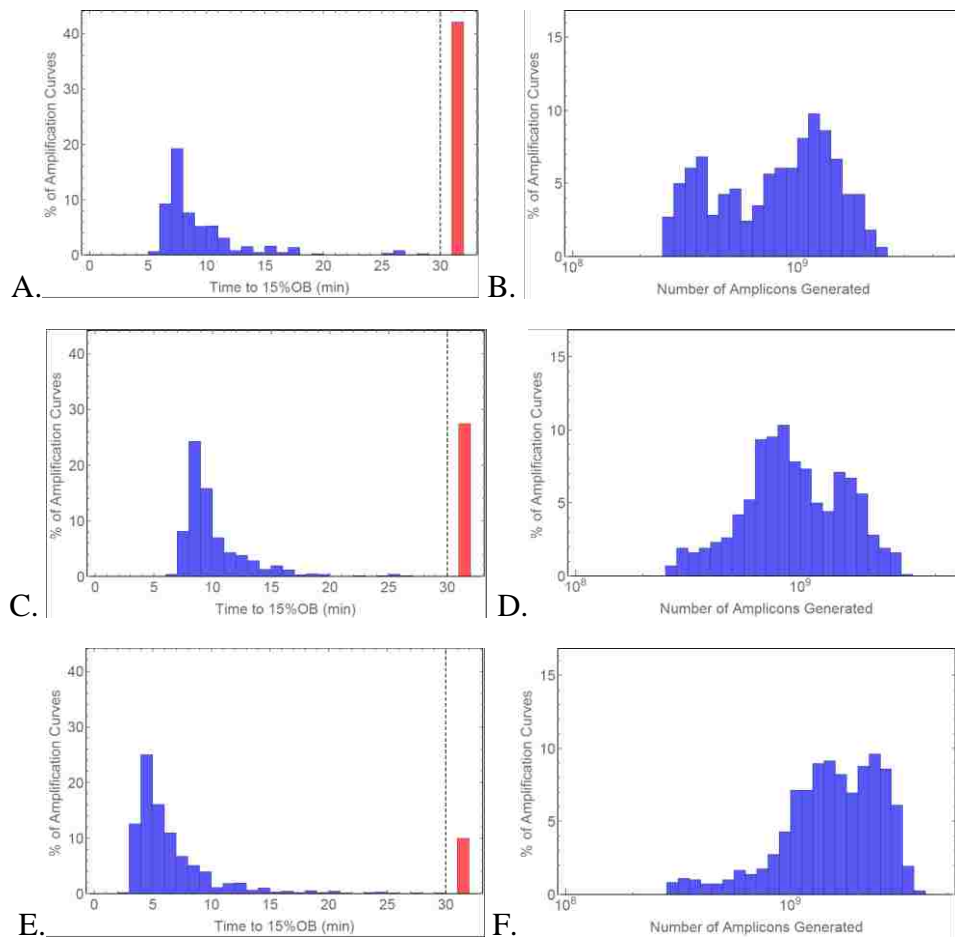 % of Amplification Curves
40
30
20
10
0
0 5 10 15 20 25 30
Time to 15%OB (min)
A.
% of Amplification Curves
15
10
5
0
10^8 10^9
Number of Amplicons Generated
B.
% of Amplification Curves
40
30
20
10
0
0 5 10 15 20 25 30
Time to 15%OB (min)
C.
% of Amplification Curves
15
10
5
0
10^8 10^9
Number of Amplicons Generated
D.
% of Amplification Curves
40
30
20
10
0
0 5 10 15 20 25 30
Time to 15%OB (min)
E.
% of Amplification Curves
15
10
5
0
10^8 10^9
Number of Amplicons Generated
F.